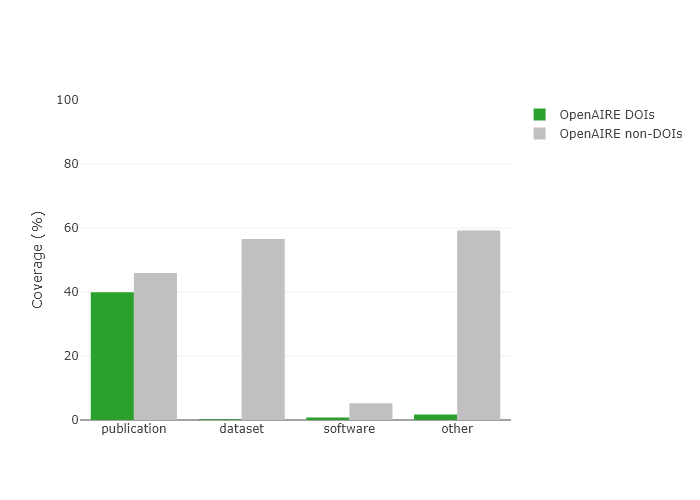 100
80
60
40
20
0
Coverage (%)
publication
dataset
software
other
OpenAIRE DOIs
OpenAIRE non-DOIs